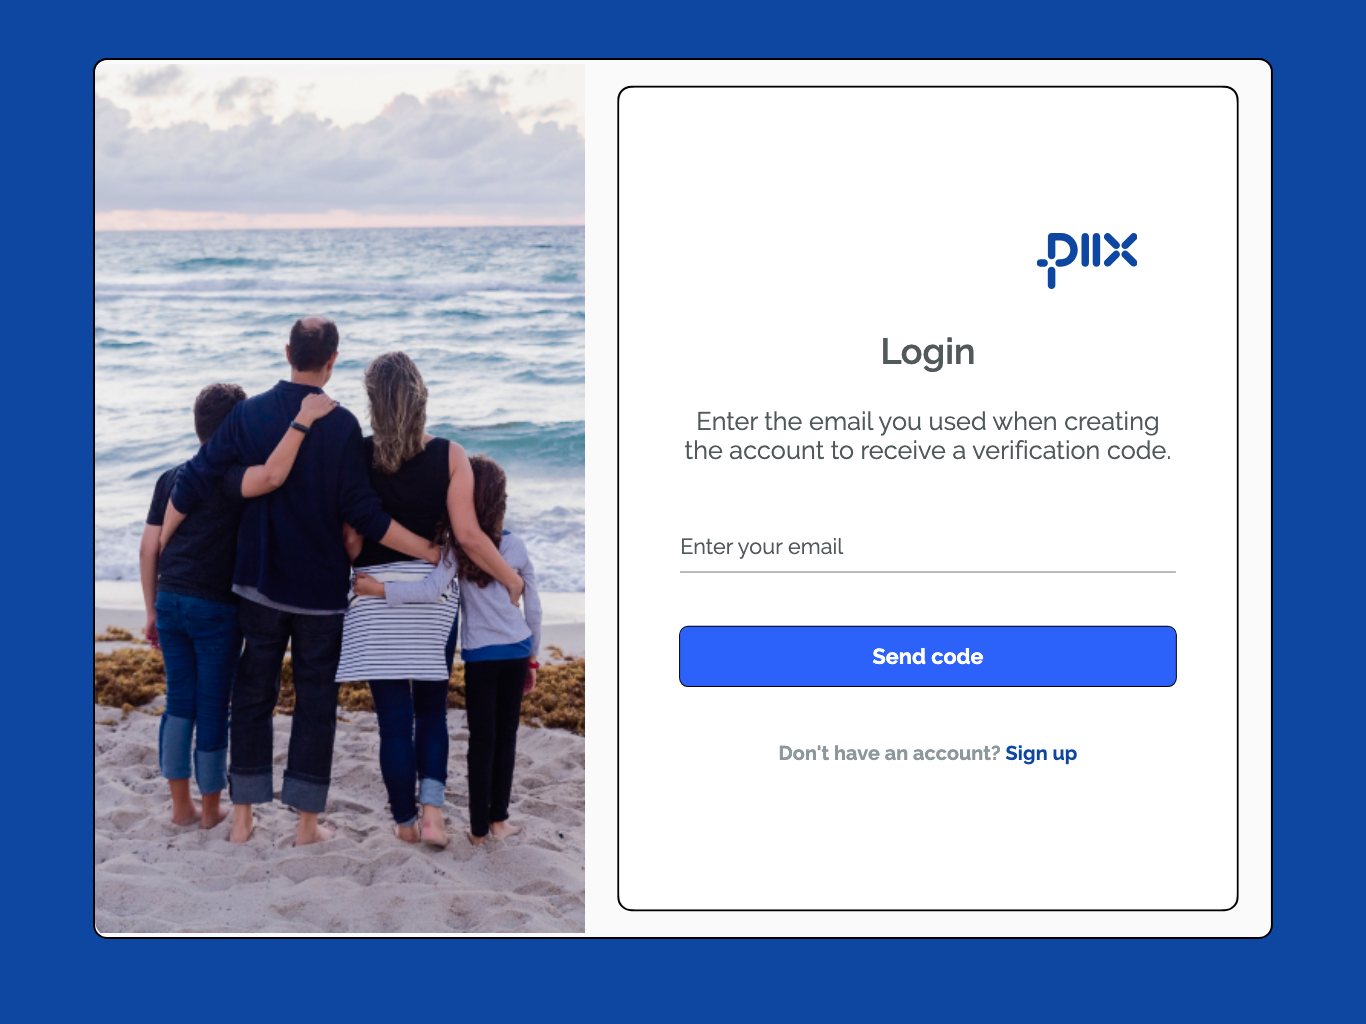 piix
Login
Enter the email you used when creating
the account to receive a verification code.
Enter your email
Send code
Don't have an account? Sign up